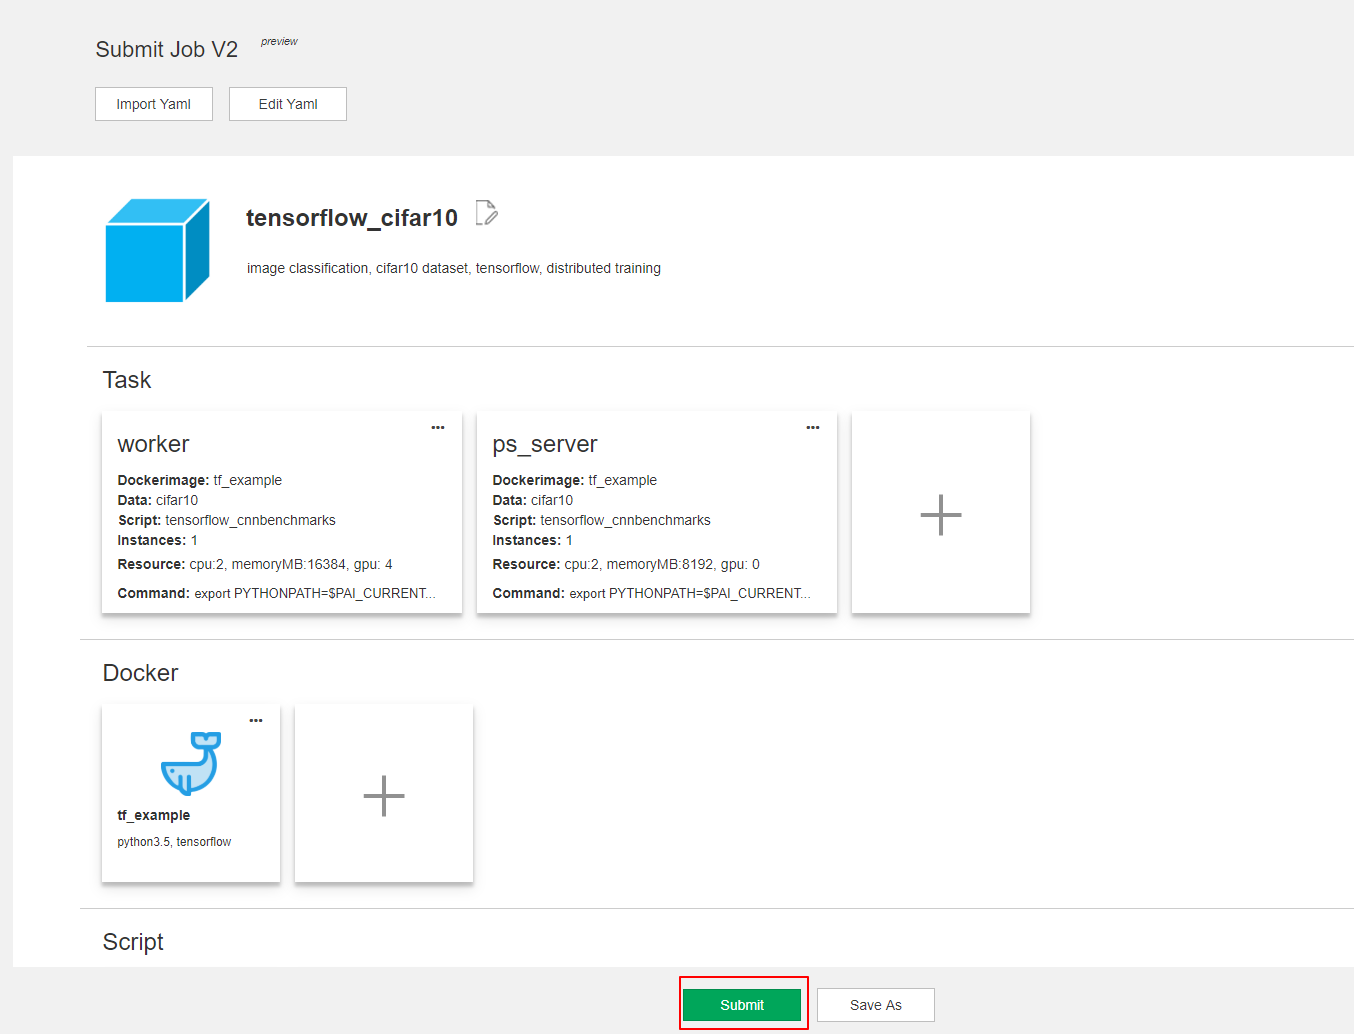 Submit Job V2 preview
Import Yaml Edit Yaml
tensorflow_cifar10
image classification, cifar10 dataset, tensorflow, distributed training
Task
worker
Dockerimage: tf_example
Data: cifar10
Script: tensorflow_cnnbenchmarks
Instances: 1
Resource: cpu:2, memoryMB:16384, gpu: 4
Command: export PYTHONPATH=$PAI_CURRENT...
ps_server
Dockerimage: tf_example
Data: cifar10
Script: tensorflow_cnnbenchmarks
Instances: 1
Resource: cpu:2, memoryMB:8192, gpu: 0
Command: export PYTHONPATH=$PAI_CURRENT...
Docker
tf_example
python3.5, tensorflow
Script
Submit Save As